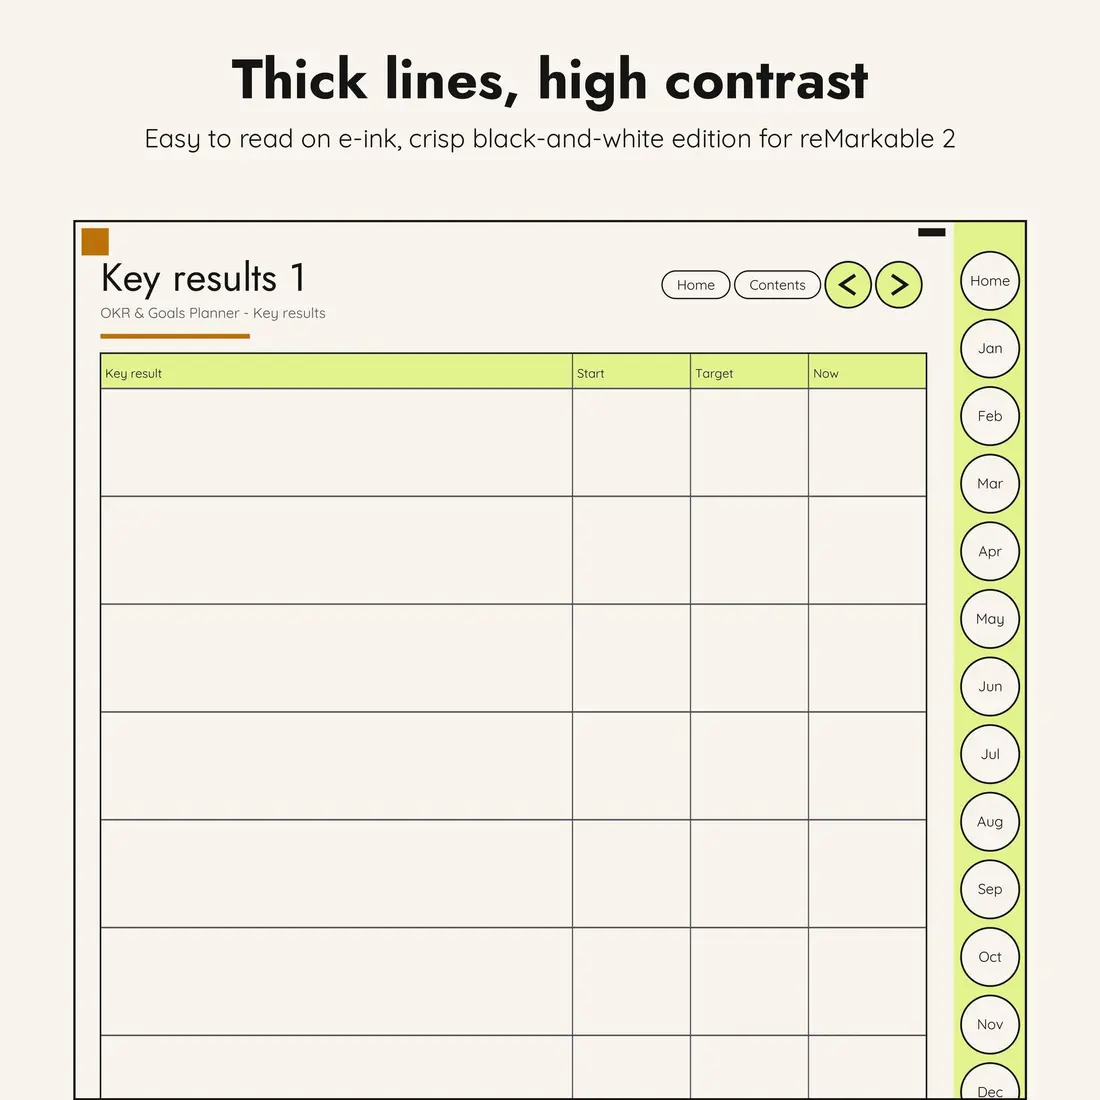 Thick lines, high contrast
Easy to read on e-ink, crisp black-and-white edition for reMarkable 2
Key results 1
OKR & Goals Planner - Key results
Home
Contents
<
>
Key result
Start
Target
Now
Home
Jan
Feb
Mar
Apr
May
Jun
Jul
Aug
Sep
Oct
Nov
Dec